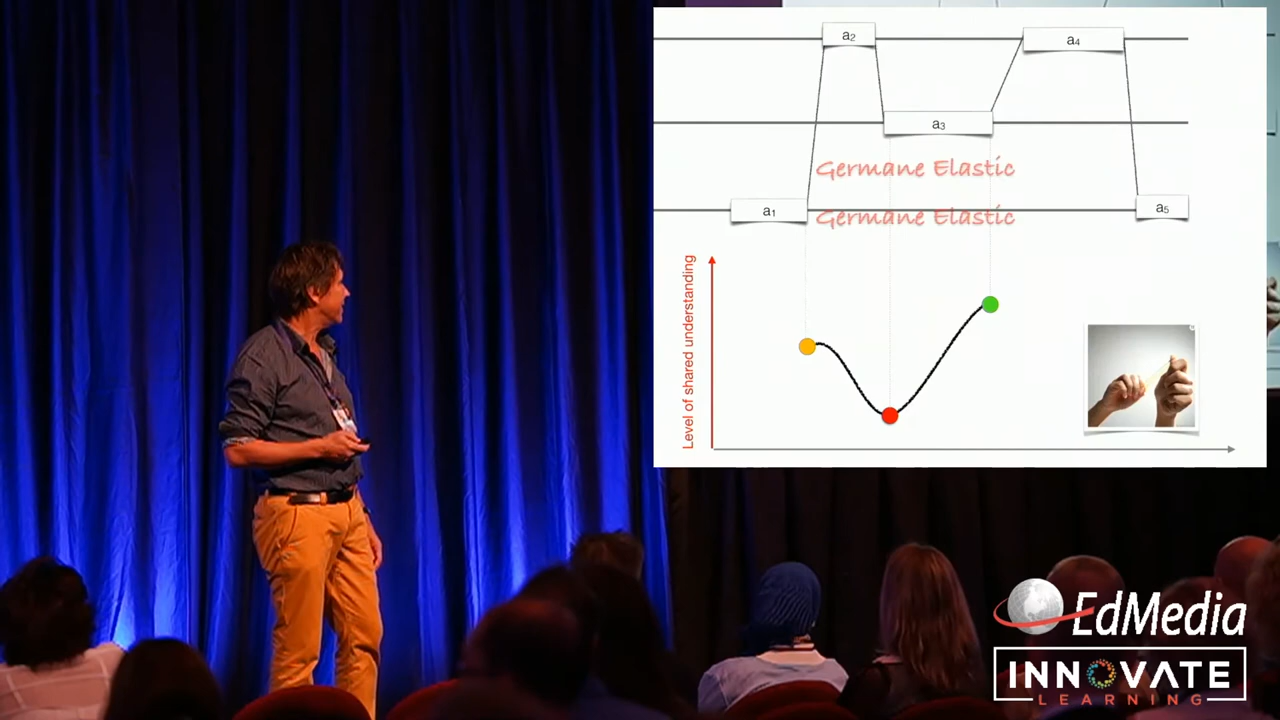 a2
a4
a3
Germane Elastic
a1
Germane Elastic
a5
Level of shared understanding
EdMedia
INNOVATE
LEARNING